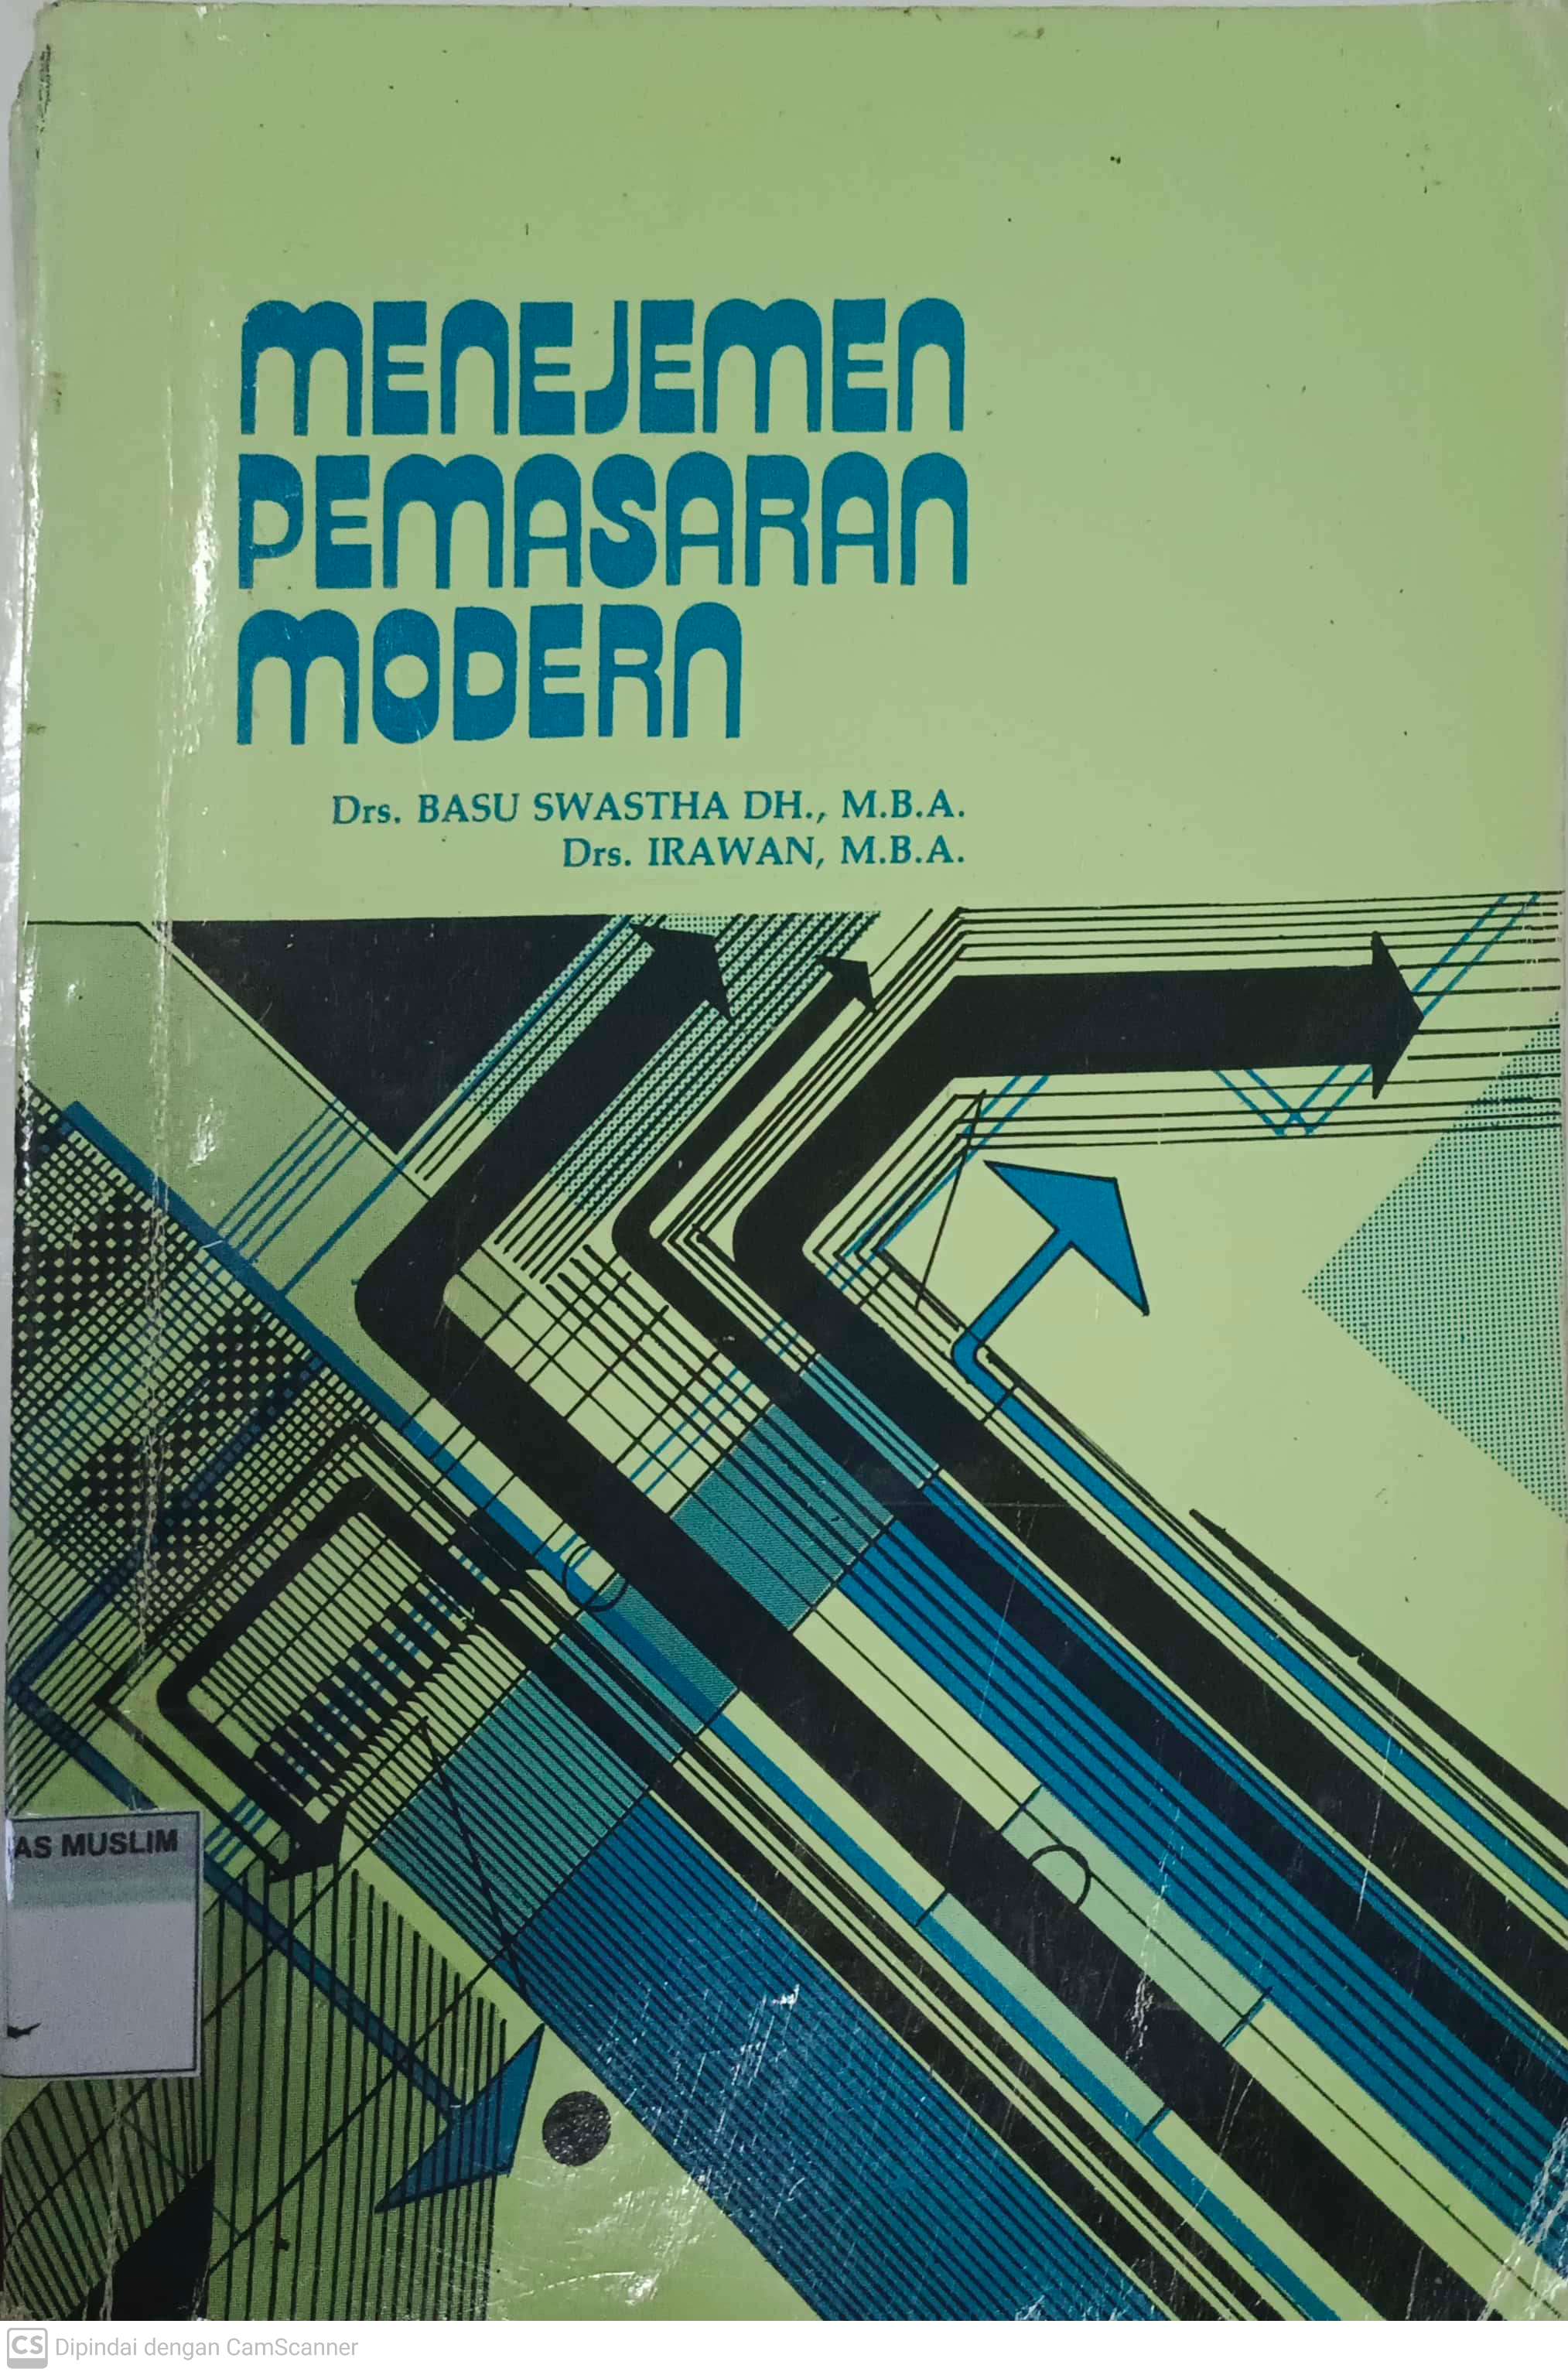 MENEJEMEN
PEMASARAN
MODERN
Drs. BASU SWASTHA DH., M.B.A.
Drs. IRAWAN, M.B.A.
AS MUSLIM
CS Dipindai dengan CamScanner